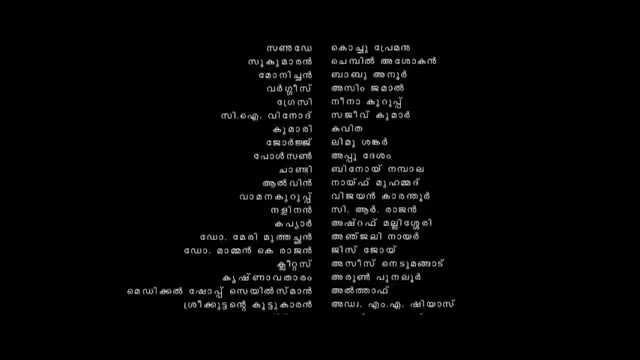 സൺഡേ കൊച്ചു പ്രേമൻ
സുകുമാരൻ ചെമ്പിൽ അശോകൻ
മോനിച്ചൻ ബാബു അന്നൂർ
വർഗ്ഗീസ് അസിം ജമാൽ
ഗ്രേസി നീനാ കുറുപ്പ്
സി.ഐ. വിനോദ് സജീവ് കുമാർ
കുമാരി കവിത
ജോർജ്ജ് ലിമു ശങ്കർ
പോൾസൺ അപ്പു ദേശം
ചാണ്ടി ബിനോയ് നമ്പാല
ആൽവിൻ നായ്ഫ് മുഹമ്മദ്
വാമനകുറുപ്പ് വിജയൻ കാരന്തൂർ
നളിനൻ സി. ആർ. രാജൻ
കപ്യാർ അഷ്റഫ് മല്ലിശ്ശേരി
ഡോ. മേരി മുത്തച്ഛൻ അഞ്ജലി നായർ
ഡോ. മാമ്മൻ കെ രാജൻ ജിസ് ജോയ്
ക്ലീറ്റസ് അസീസ് നെടുമങ്ങാട്
കൃഷ്ണാവതാരം അരുൺ പുനലൂർ
മെഡിക്കൽ ഷോപ്പ് സെയിൽസ്മാൻ അൽത്താഫ്
ശ്രീക്കുട്ടന്റെ കൂട്ടുകാരൻ അഡ്വ. എം.എ. ഷിയാസ്